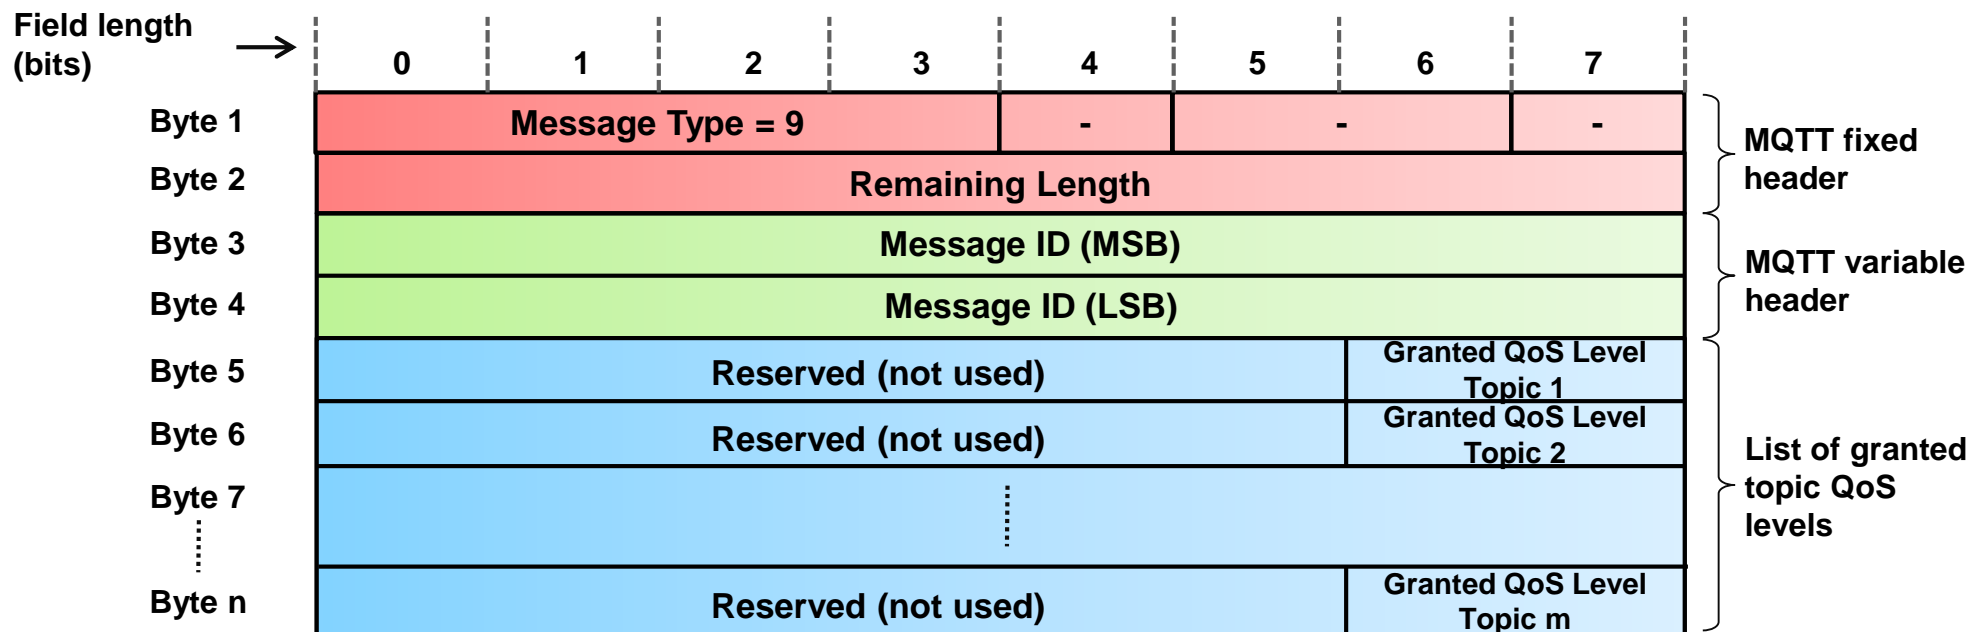 Field length
(bits)
0 1 2 3 4 5 6 7
Byte 1 Message Type = 9 - - -
MQTT fixed
header
Byte 2 Remaining Length
Byte 3 Message ID (MSB)
MQTT variable
header
Byte 4 Message ID (LSB)
Byte 5 Reserved (not used) Granted QoS Level
Topic 1
Byte 6 Reserved (not used) Granted QoS Level
Topic 2
List of granted
topic QoS
levels
Byte 7
Byte n Reserved (not used) Granted QoS Level
Topic m